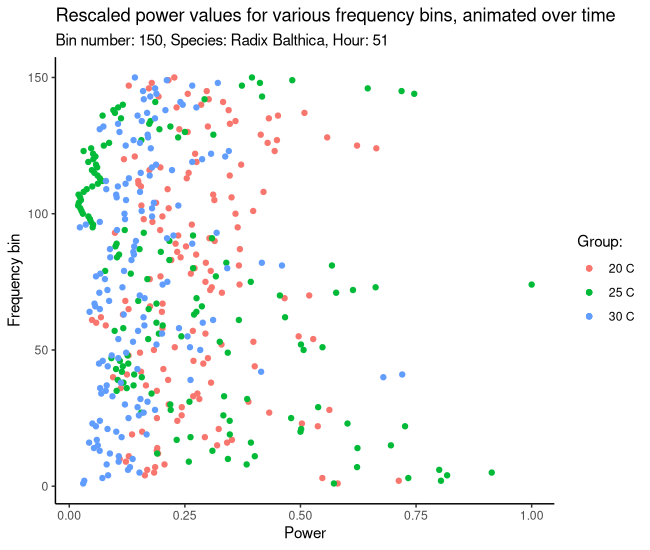 Rescaled power values for various frequency bins, animated over time
Bin number: 150, Species: Radix Balthica, Hour: 51
150
100
50
0
Frequency bin
0.00 0.25 0.50 0.75 1.00
Power
Group:
20 C
25 C
30 C